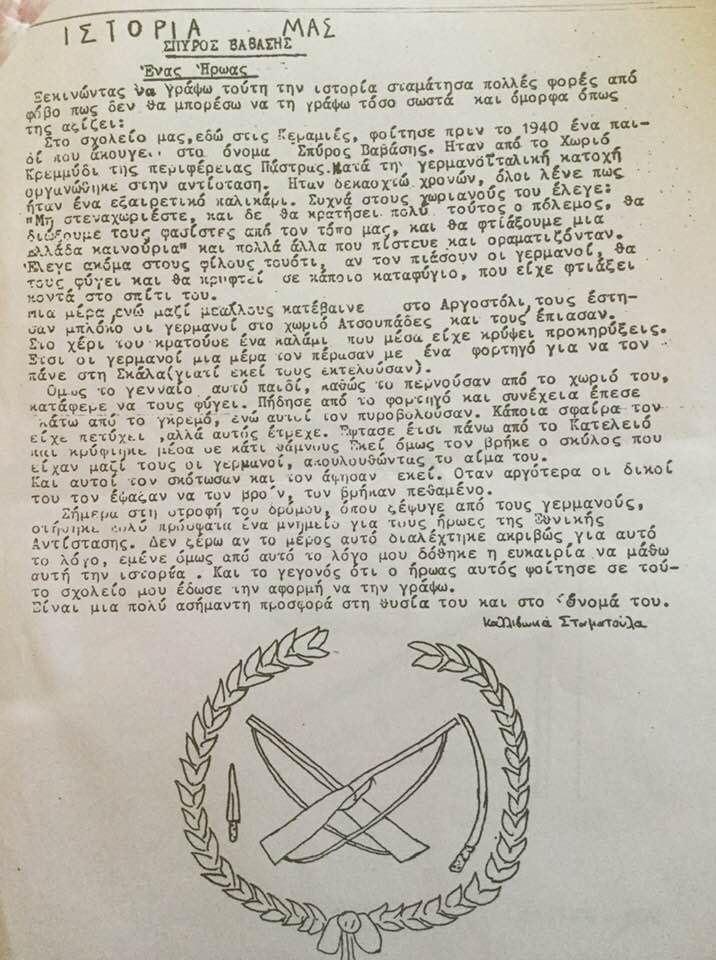 ΙΣΤΟΡΙΑ ΜΑΣ
ΣΠΥΡΟΣ ΒΑΒΑΣΗΣ
Ένας Ήρωας
Ξεκινώντας να γράψω τούτη την ιστορία σταμάτησα πολλές φορές από
φόβο πως δεν θα μπορέσω να τη γράψω τόσο σωστά και όμορφα όπως
της αξίζει:
Στο σχολείο μας, εδώ στις Κεραμιές, φοίτησε πριν το 1940 ένα παι-
δί που άκουγε στο όνομα Σπύρος Βαβάσης. Ηταν από το Χωριό
Κρεμμύδι της περιφέρειας Πάστρας. Κατά τη γερμανοϊταλική κατοχή
οργανώθηκε στην αντίσταση. Ηταν δεκαοχτώ χρονών, όλοι λένε πως
ήταν ένα εξαιρετικό παλικάρι. Συχνά στους χωριανούς του έλεγε:
"Μη στεναχωριέστε, και δε θα κρατήσει πολύ τούτος ο πόλεμος, θα
διώξουμε τους φασίστες από τον τόπο μας, και θα φτιάξουμε μια
Ελλάδα καινούρια" και πολλά άλλα που πίστευε και οραματιζόνταν.
Έλεγε ακόμα στους φίλους του ότι, αν τον πιάσουν οι γερμανοί, θα
τους φύγει και θα κρυφτεί σε κάποιο καταφύγιο, που είχε φτιάξει
κοντά στο σπίτι του.
Μια μέρα ενώ μαζί με άλλους κατέβαινε στο Αργοστόλι, τους έστη-
σαν μπλόκο οι γερμανοί στο χωριό Ατσουπάδες και τους έπιασαν.
Στο χέρι του κρατούσε ένα καλάμι που μέσα είχε κρύψει προκηρύξεις.
Ετσι οι γερμανοί μια μέρα τον πέρασαν με ένα φορτηγό για να τον
πάνε στη Σκάλα(γιατί εκεί τους εκτελούσαν).
Ομως το γενναίο αυτό παιδί, καθώς το περνούσαν από το χωριό του,
κατάφερε να τους φύγει. Πήδησε από το φορτηγό και συνέχεια έπεσε
κάτω από το γκρεμό, ενώ αυτοί τον πυροβολούσαν. Κάποια σφαίρα τον
είχε πετύχει ,αλλά αυτός έτρεχε. Εφτασε έτσι πάνω από το Κατελειό
και κρύφτηκε μέσα σε κάτι θάμνους Εκεί όμως τον βρήκε ο σκύλος που
είχαν μαζί τους οι γερμανοί, ακουλουθώντας το αίμα του.
Και αυτοί τον σκότωσαν και τον άφησαν εκεί. Οταν αργότερα οι δικοί
του τον έψαξαν να τον βρούν, τον βρήκαν πεθαμένο.
Σήμερα στη στροφή του δρόμου, όπου ξέφυγε από τους γερμανούς,
στήθηκε πολύ πρόσφατα ένα μνημείο για τους ήρωες της Εθνικής
Αντίστασης. Δεν ξέρω αν το μέρος αυτό διαλέχτηκε ακριβώς για αυτό
το λόγο, εμένε όμως από αυτό το λόγο μου δόθηκε η ευκαιρία να μάθω
αυτή την ιστορία . Και το γεγονός ότι ο ήρωας αυτός φοίτησε σε τού-
το σχολείο μου έδωσε την αφορμή να την γράψω.
Είναι μια πολύ ασήμαντη προσφορά στη θυσία του και στο όνομά του.
Καλλιβωκά Σταματούλα